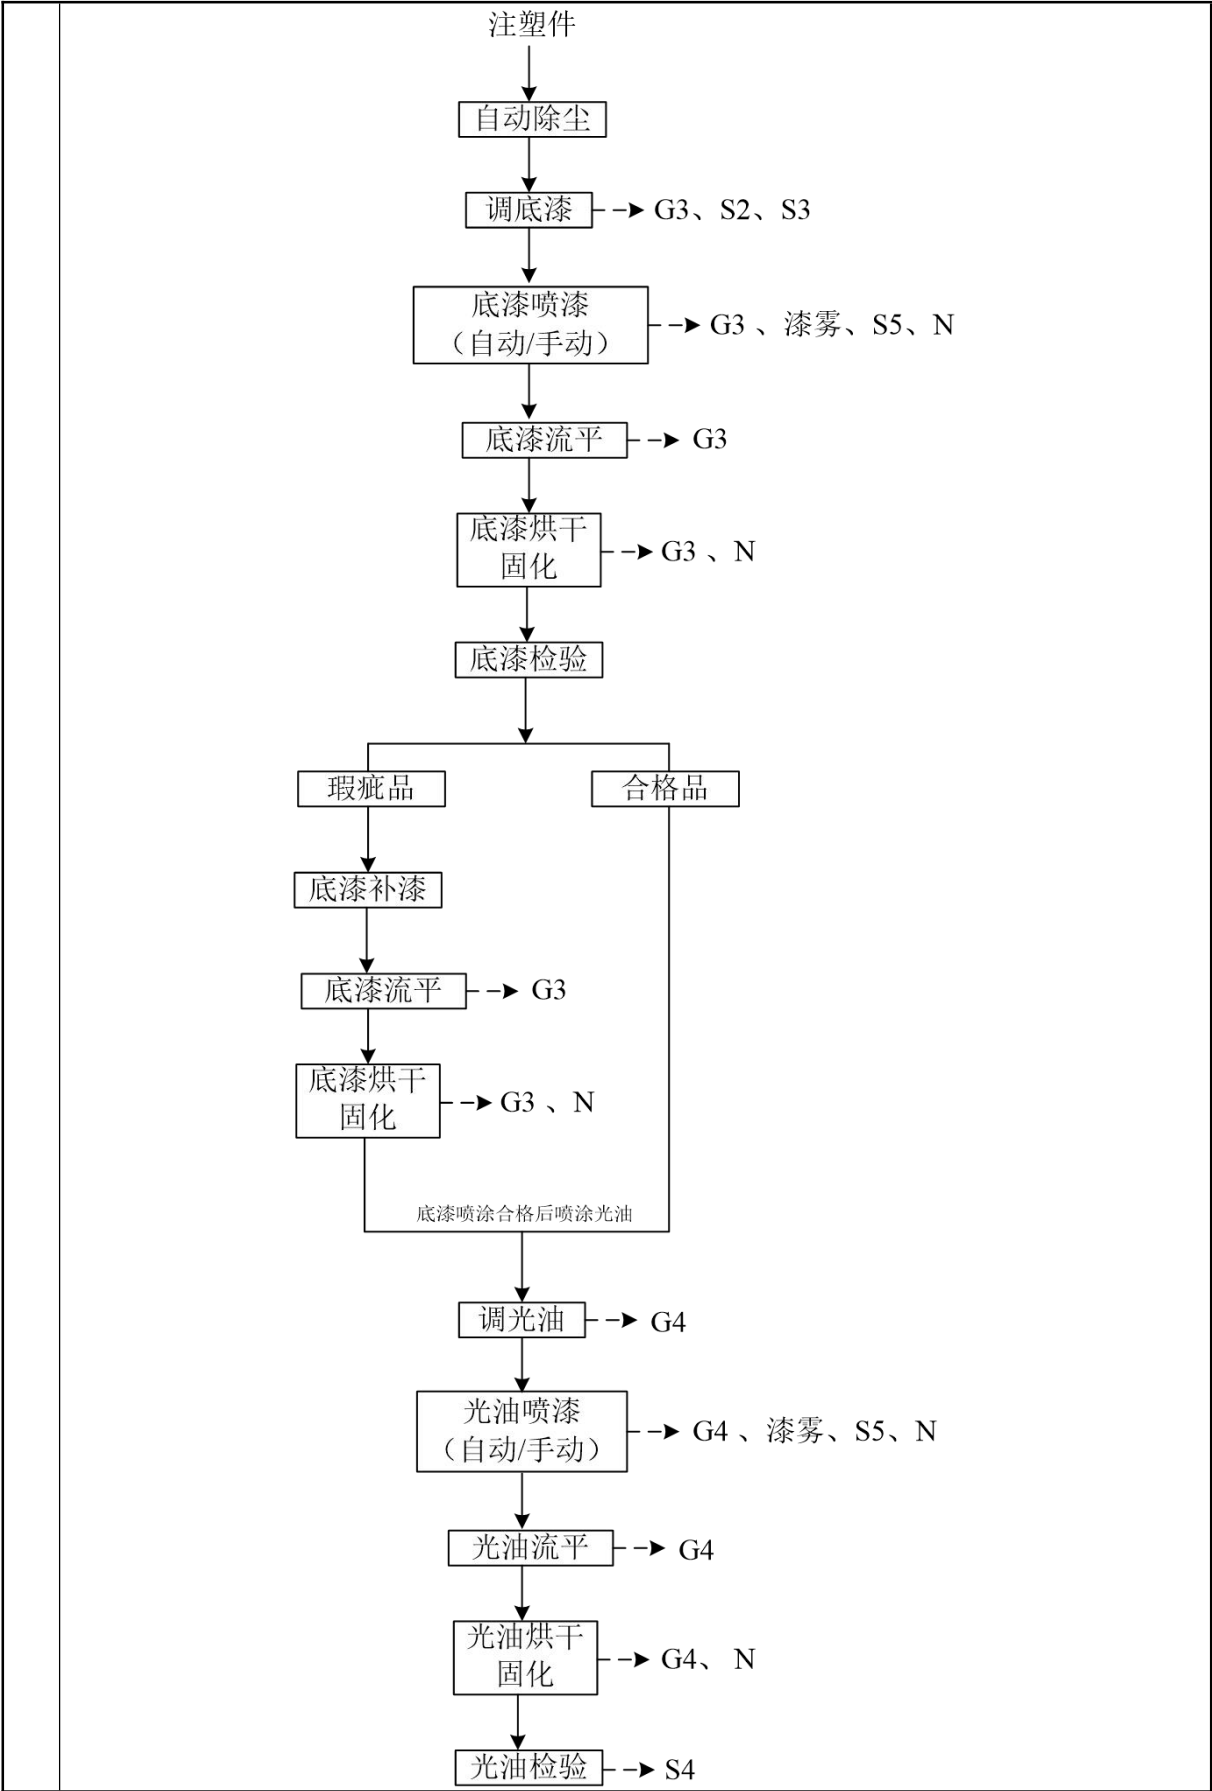 注塑件
自动除尘
调底漆
G3、S2、S3
底漆喷漆
（自动/手动）
G3 、漆雾、S5、N
底漆流平
G3
底漆烘干
固化
G3 、N
底漆检验
瑕疵品
合格品
底漆补漆
底漆流平
G3
底漆烘干
固化
G3 、N
底漆喷涂合格后喷涂光油
调光油
G4
光油喷漆
（自动/手动）
G4 、漆雾、S5、N
光油流平
G4
光油烘干
固化
G4、 N
光油检验
S4